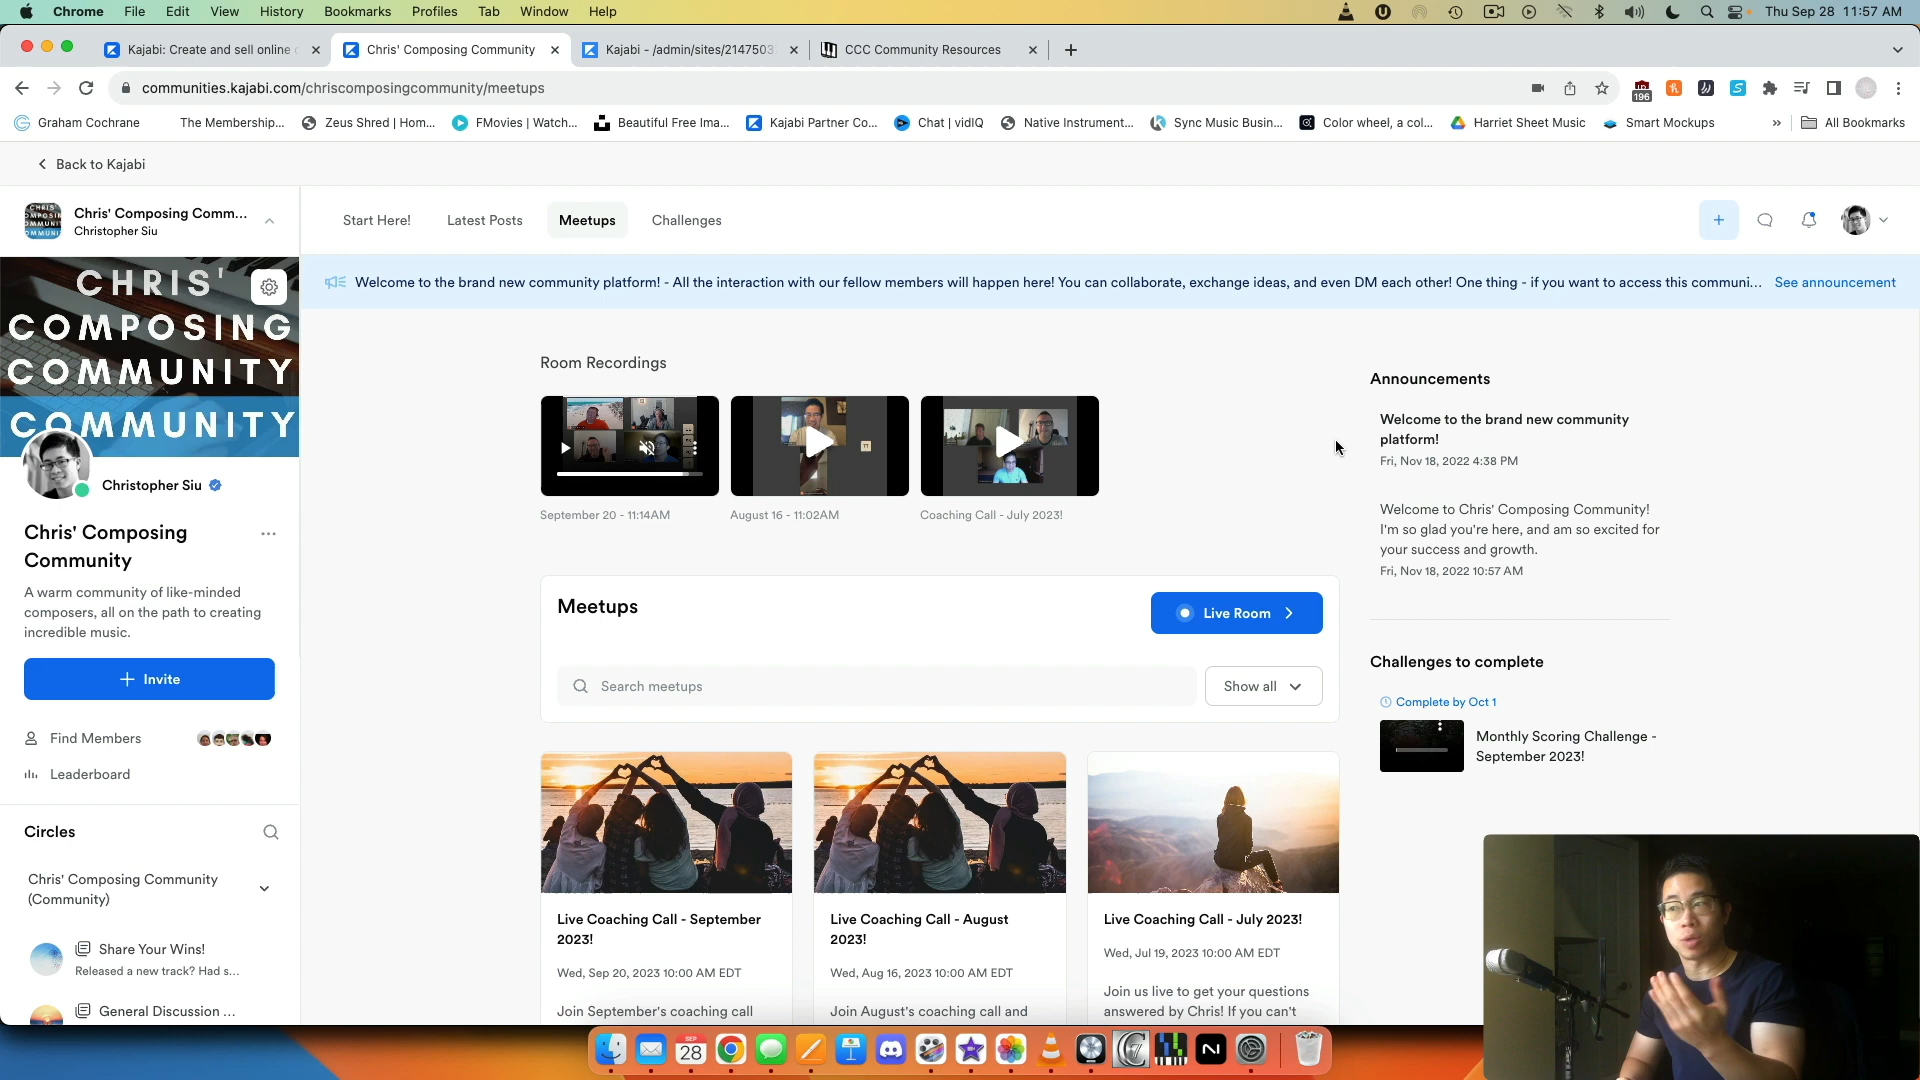 Chrome File Edit View History Bookmarks Profiles Tab Window Help Thu Sep 28 11:57 AM
Kajabi: Create and sell online c Chris' Composing Community Kajabi - /admin/sites/2147503 CCC Community Resources
communities.kajabi.com/chriscomposingcommunity/meetups 196
Graham Cochrane The Membership... Zeus Shred | Hom... FMovies | Watch... Beautiful Free Ima... Kajabi Partner Co... Chat | vidIQ Native Instrument... Sync Music Busin... Color wheel, a col... Harriet Sheet Music Smart Mockups » All Bookmarks
Back to Kajabi
Chris' Composing Comm...
Christopher Siu
Start Here! Latest Posts Meetups Challenges
Welcome to the brand new community platform! - All the interaction with our fellow members will happen here! You can collaborate, exchange ideas, and even DM each other! One thing - if you want to access this communi... See announcement
CHRIS'
COMPOSING
COMMUNITY
COMMUNITY
Christopher Siu
Chris' Composing
Community
A warm community of like-minded
composers, all on the path to creating
incredible music.
Invite
Find Members
Leaderboard
Circles
Chris' Composing Community
(Community)
Share Your Wins!
Released a new track? Had s...
General Discussion ...
Room Recordings
September 20 - 11:14AM August 16 - 11:02AM Coaching Call - July 2023!
Meetups
Live Room
Search meetups
Show all
Live Coaching Call - September
2023!
Wed, Sep 20, 2023 10:00 AM EDT
Join September's coaching call
Live Coaching Call - August
2023!
Wed, Aug 16, 2023 10:00 AM EDT
Join August's coaching call and
Live Coaching Call - July 2023!
Wed, Jul 19, 2023 10:00 AM EDT
Join us live to get your questions
answered by Chris! If you can't
Announcements
Welcome to the brand new community
platform!
Fri, Nov 18, 2022 4:38 PM
Welcome to Chris' Composing Community!
I'm so glad you're here, and am so excited for
your success and growth.
Fri, Nov 18, 2022 10:57 AM
Challenges to complete
Complete by Oct 1
Monthly Scoring Challenge -
September 2023!
SEP
28